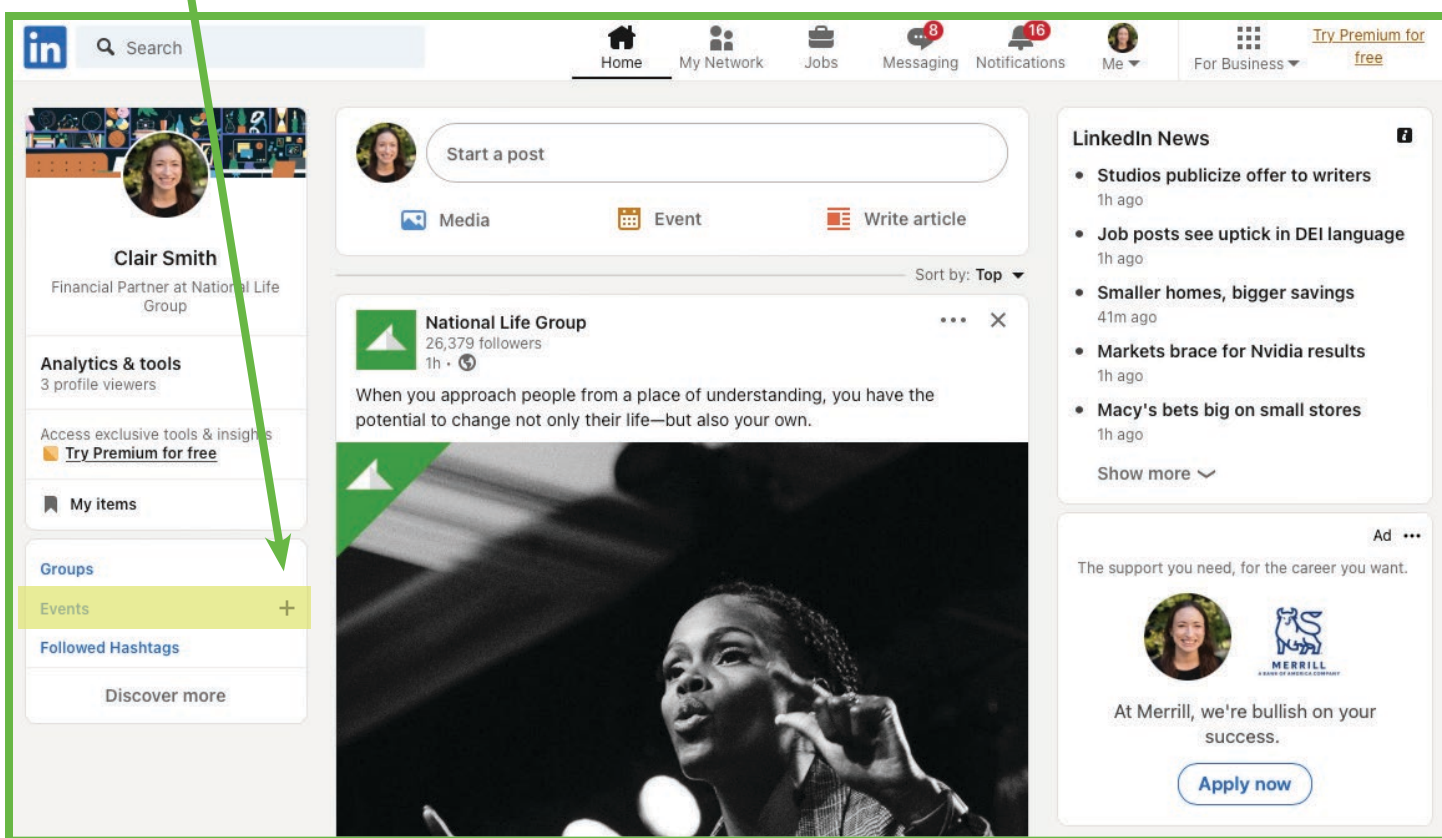 in
Search
Home
My Network
Jobs
8
Messaging
16
Notifications
Me
For Business
Try Premium for
free
Clair Smith
Financial Partner at National Life
Group
Analytics & tools
3 profile viewers
Access exclusive tools & insights
Try Premium for free
My items
Groups
Events +
Followed Hashtags
Discover more
Start a post
Media
Event
Write article
Sort by: Top
National Life Group
26,379 followers
1h •
When you approach people from a place of understanding, you have the
potential to change not only their life—but also your own.
LinkedIn News
• Studios publicize offer to writers
1h ago
• Job posts see uptick in DEI language
1h ago
• Smaller homes, bigger savings
41m ago
• Markets brace for Nvidia results
1h ago
• Macy's bets big on small stores
1h ago
Show more
Ad
The support you need, for the career you want.
MERRILL
A BANK OF AMERICA COMPANY
At Merrill, we're bullish on your
success.
Apply now